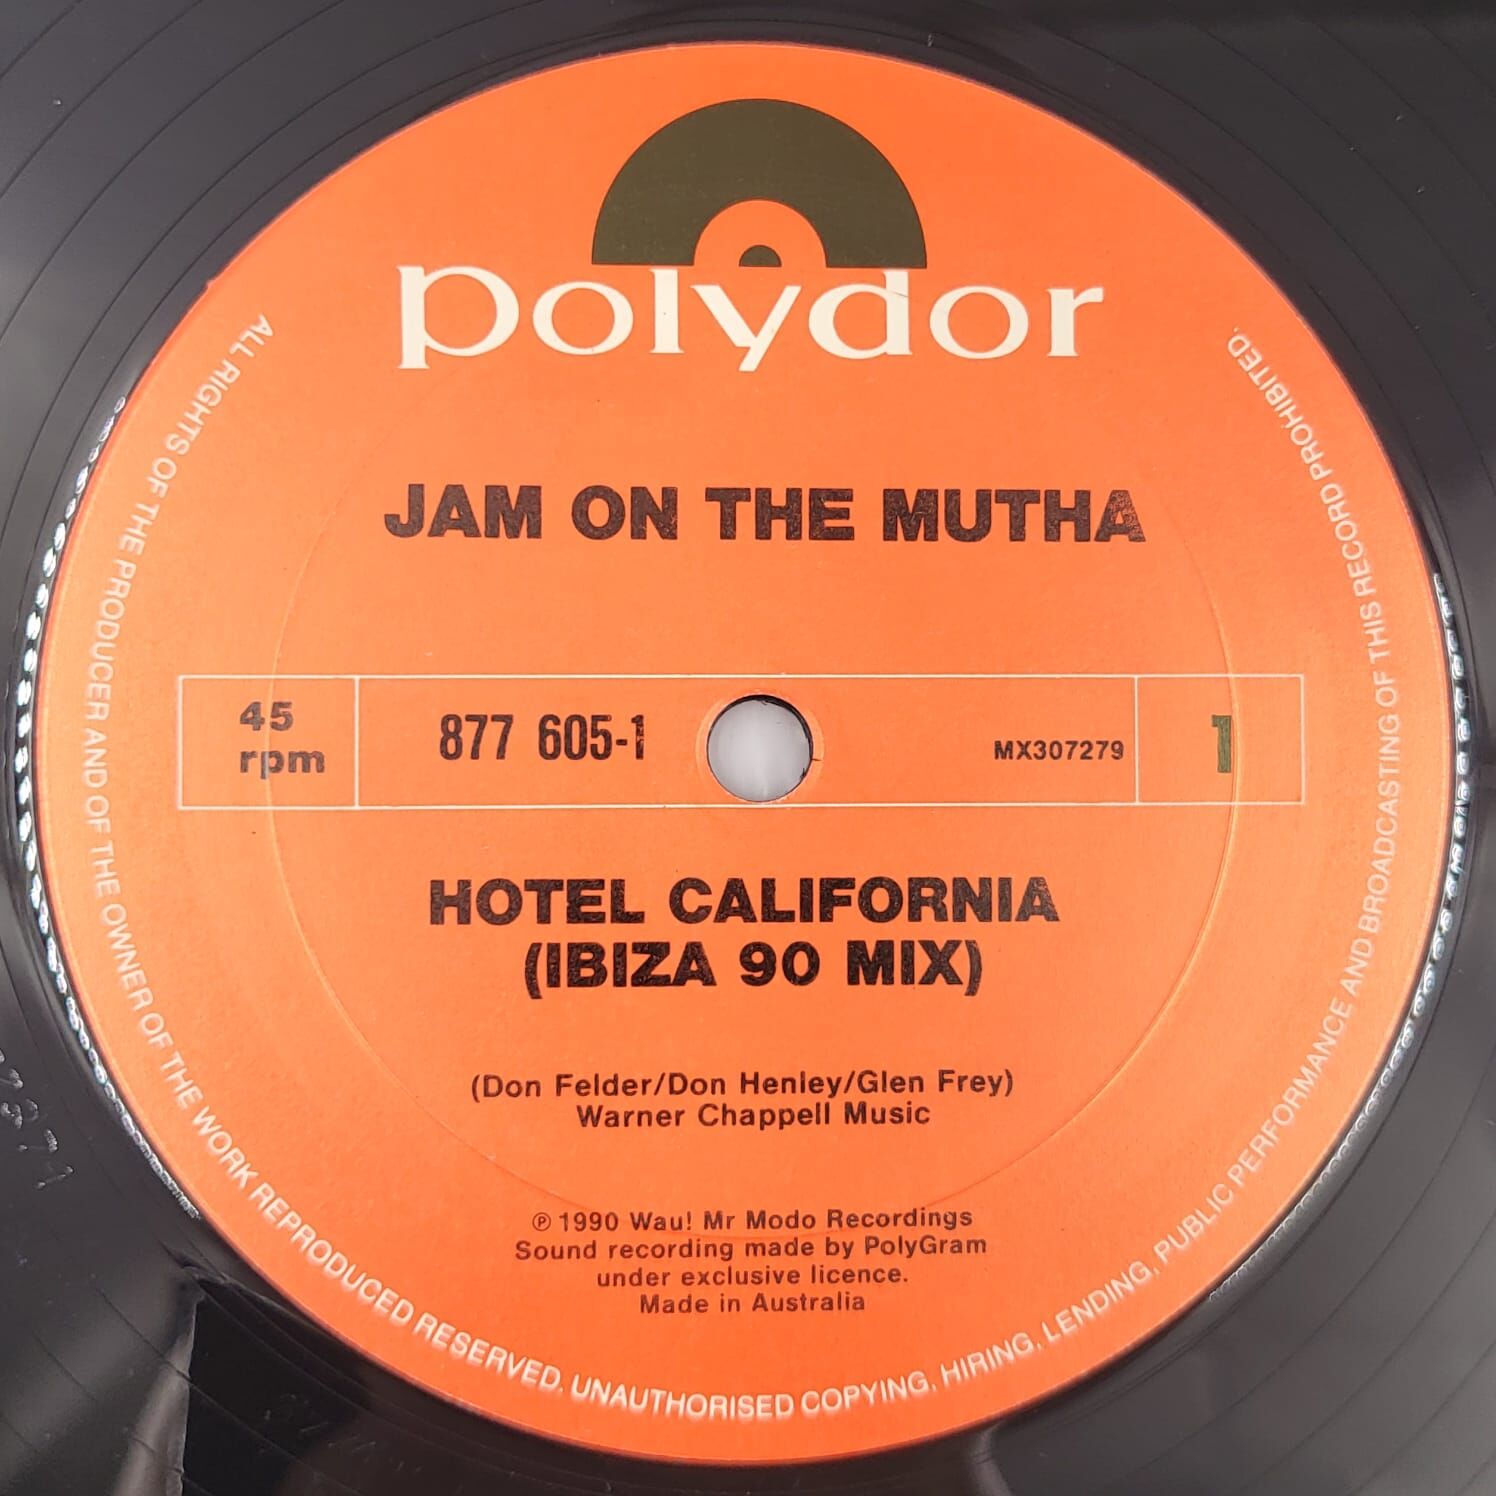 polydor
JAM ON THE MUTHA
45
rpm
877 605-1
MX307279
1
HOTEL CALIFORNIA
(IBIZA 90 MIX)
(Don Felder/Don Henley/Glen Frey)
Warner Chappell Music
℗ 1990 Wau! Mr Modo Recordings
Sound recording made by PolyGram
under exclusive licence.
Made in Australia
ALL RIGHTS OF THE PRODUCER AND OF THE OWNER OF THE WORK REPRODUCED RESERVED. UNAUTHORISED COPYING, HIRING, LENDING, PUBLIC PERFORMANCE AND BROADCASTING OF THIS RECORD PROHIBITED.